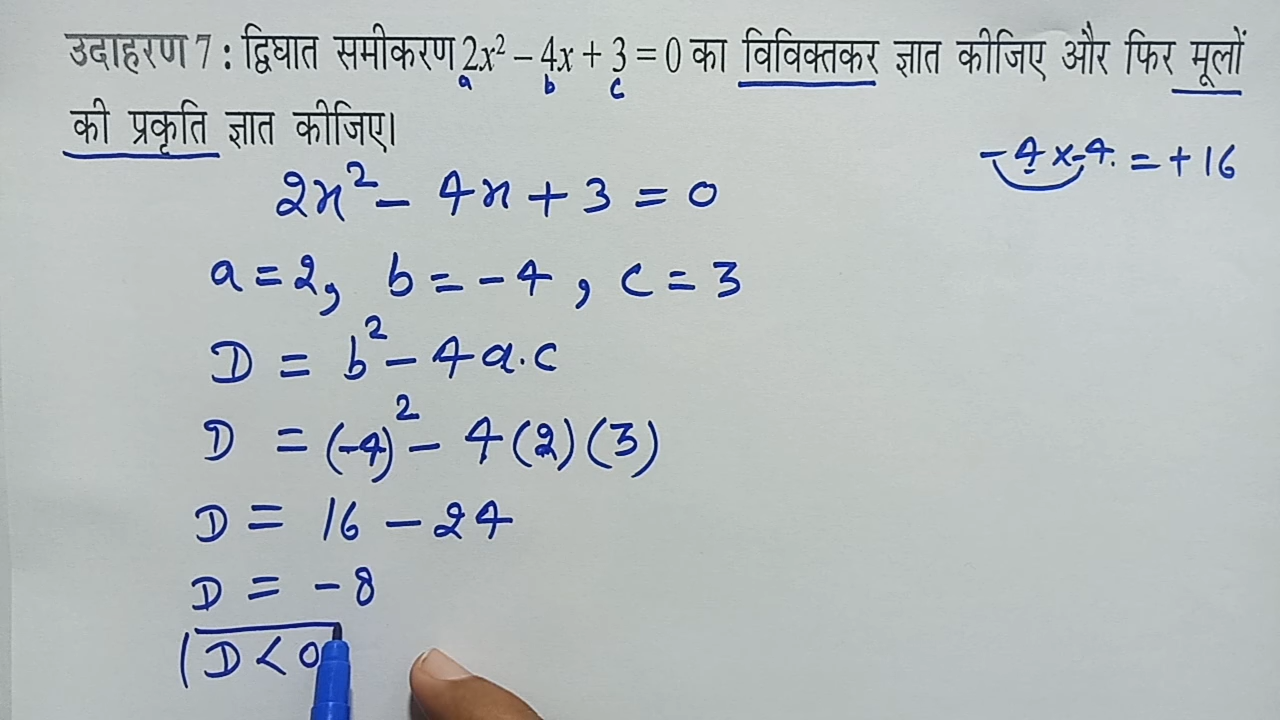 उदाहरण 7 : द्विघात समीकरण 2x² – 4x + 3 = 0 का विविक्तकर ज्ञात कीजिए और फिर मूलों
a b c
की प्रकृति ज्ञात कीजिए।
-4 x -4. = +16
2x² - 4x + 3 = 0
a = 2, b = -4, c = 3
D = b² - 4a.c
D = (-4)² - 4(2)(3)
D = 16 - 24
D = -8
D < 0